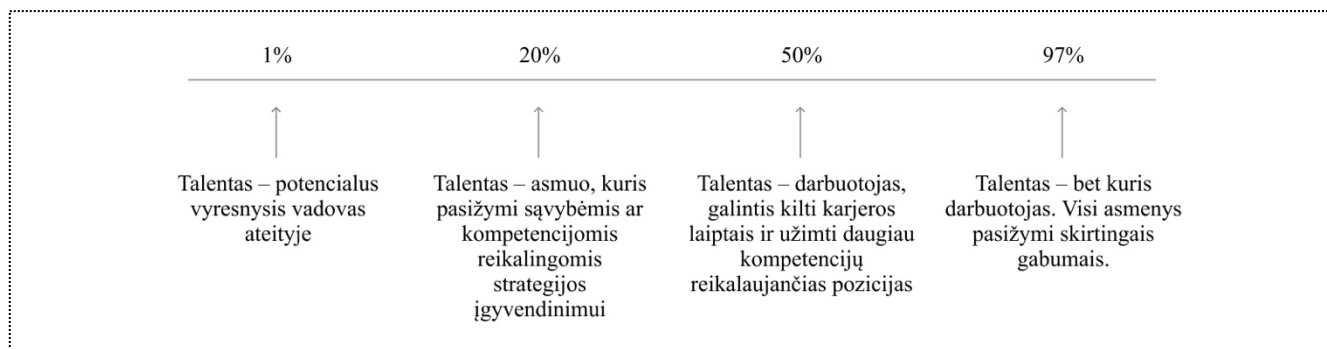 1%
20%
50%
97%
Talentas – potencialus
vyresnysis vadovas
ateityje
Talentas – asmuo, kuris
pasižymi sąvybėmis ar
kompetencijomis
reikalingomis
strategijos
įgyvendinimui
Talentas – darbuotojas,
galintis kilti karjeros
laiptais ir užimti daugiau
kompetencijų
reikalaujančias pozicijas
Talentas – bet kuris
darbuotojas. Visi asmenys
pasižymi skirtingais
gabumais.